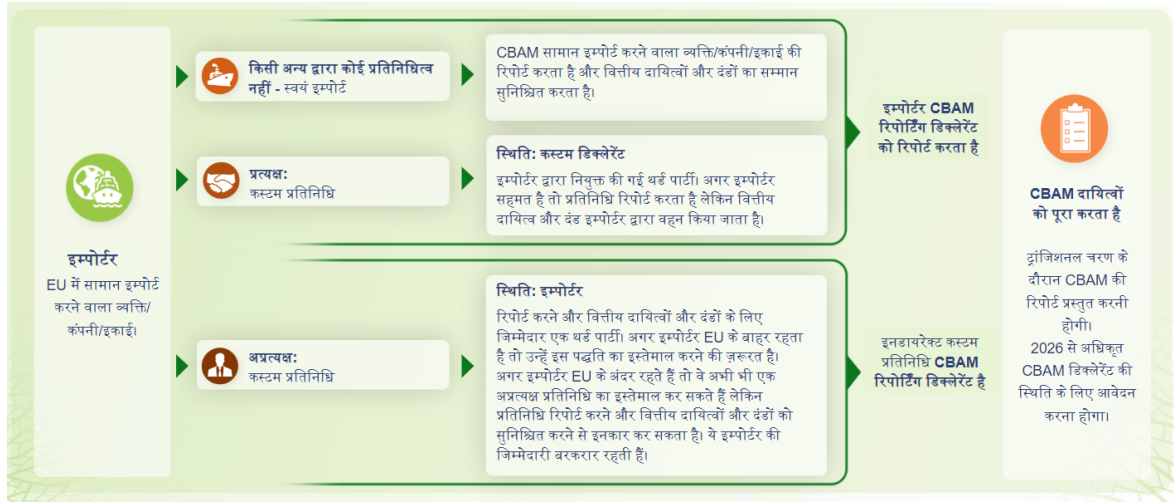 इम्पोर्टर
EU में सामान इम्पोर्ट
करने वाला व्यक्ति/
कंपनी/इकाई।
किसी अन्य द्वारा कोई प्रतिनिधित्व
नहीं - स्वयं इम्पोर्ट
CBAM सामान इम्पोर्ट करने वाला व्यक्ति/कंपनी/इकाई की
रिपोर्ट करता है और वित्तीय दायित्वों और दंडों का सम्मान
सुनिश्चित करता है।
प्रत्यक्ष:
कस्टम प्रतिनिधि
स्थिति: कस्टम डिक्लेरेंट
इम्पोर्टर द्वारा नियुक्त की गई थर्ड पार्टी। अगर इम्पोर्टर
सहमत है तो प्रतिनिधि रिपोर्ट करता है लेकिन वित्तीय
दायित्व और दंड इम्पोर्टर द्वारा वहन किया जाता है।
इम्पोर्टर CBAM
रिपोर्टिंग डिक्लेरेंट
को रिपोर्ट करता है
अप्रत्यक्ष:
कस्टम प्रतिनिधि
स्थिति: इम्पोर्टर
रिपोर्ट करने और वित्तीय दायित्वों और दंडों के लिए
जिम्मेदार एक थर्ड पार्टी। अगर इम्पोर्टर EU के बाहर रहता
है तो उन्हें इस पद्धति का इस्तेमाल करने की ज़रूरत है।
अगर इम्पोर्टर EU के अंदर रहते हैं तो वे अभी भी एक
अप्रत्यक्ष प्रतिनिधि का इस्तेमाल कर सकते हैं लेकिन
प्रतिनिधि रिपोर्ट करने और वित्तीय दायित्वों और दंडों को
सुनिश्चित करने से इनकार कर सकता है। ये इम्पोर्टर की
जिम्मेदारी बरकरार रहती हैं।
इनडायरेक्ट कस्टम
प्रतिनिधि CBAM
रिपोर्टिंग डिक्लेरेंट है
CBAM दायित्वों
को पूरा करता है
ट्रांजिशनल चरण के
दौरान CBAM की
रिपोर्ट प्रस्तुत करनी
होगी।
2026 से अधिकृत
CBAM डिक्लेरेंट की
स्थिति के लिए आवेदन
करना होगा।